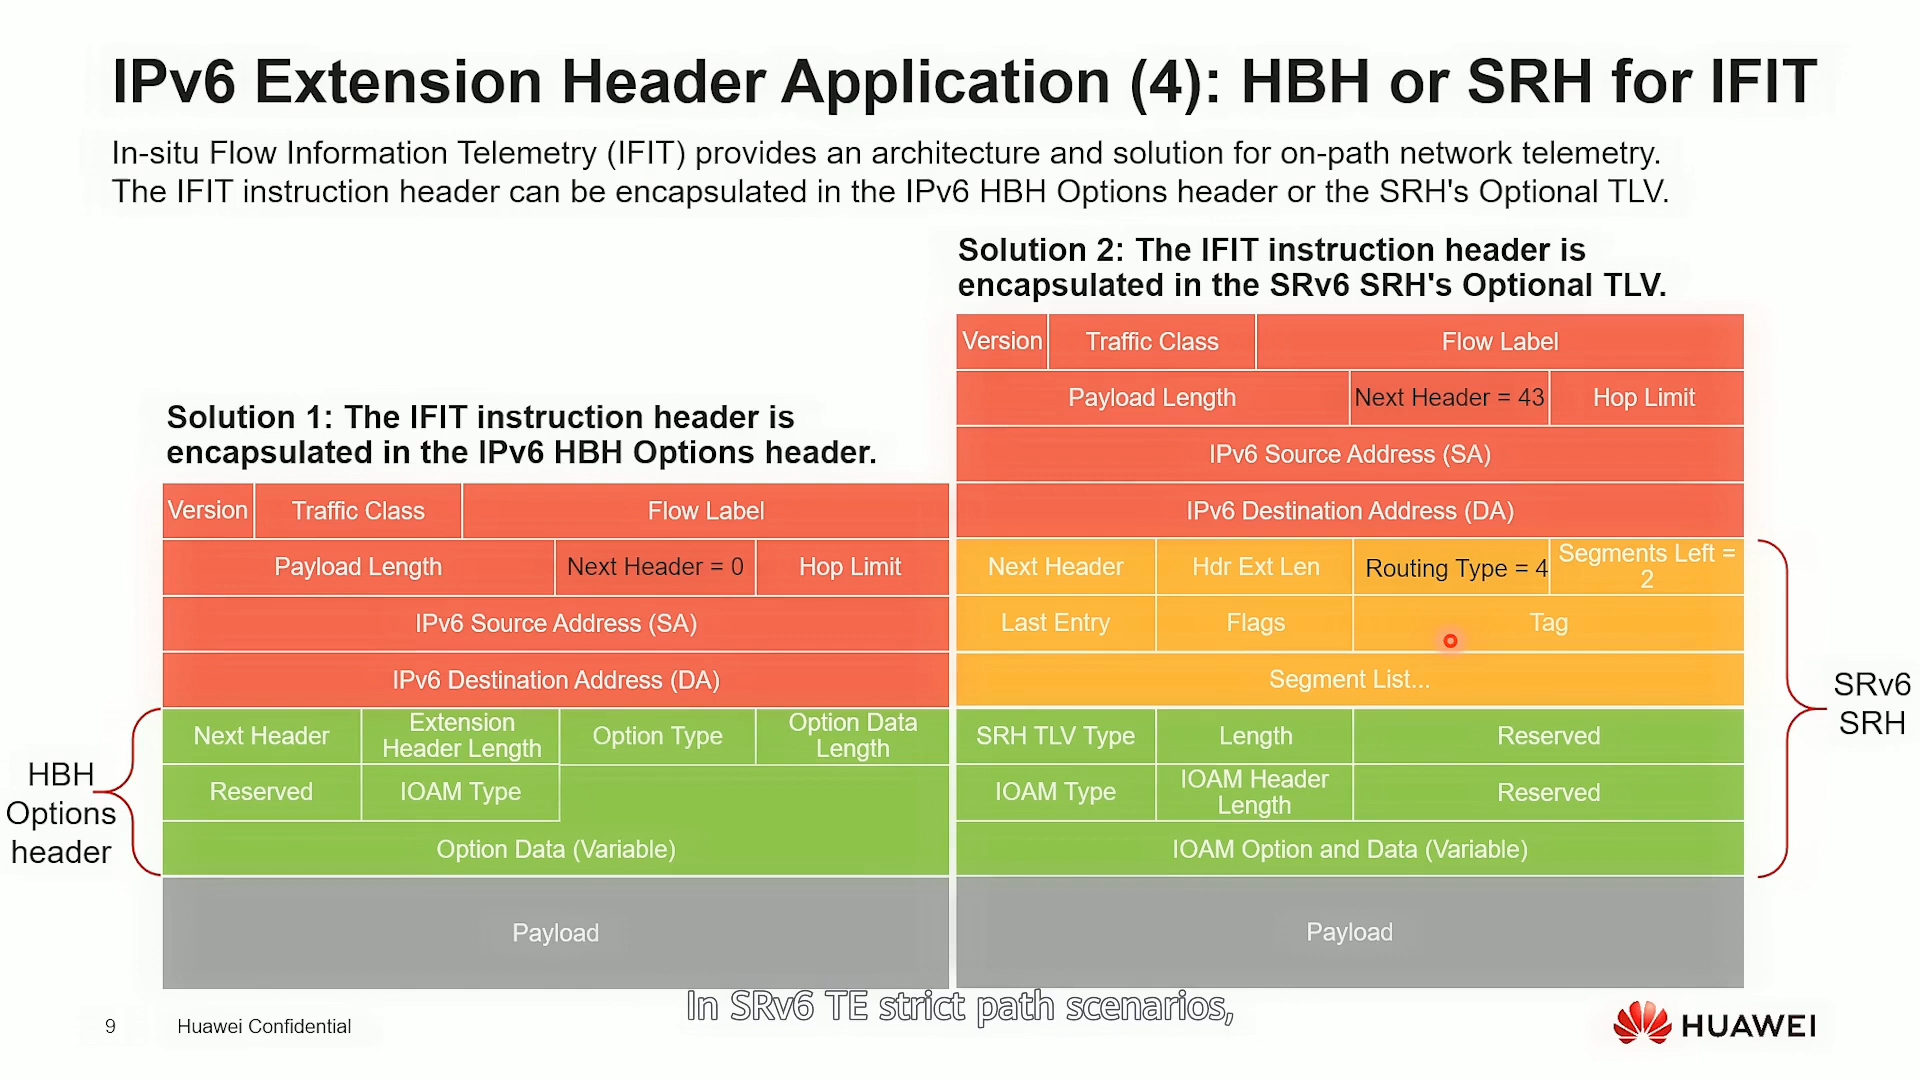 IPv6 Extension Header Application (4): HBH or SRH for IFIT
In-situ Flow Information Telemetry (IFIT) provides an architecture and solution for on-path network telemetry.
The IFIT instruction header can be encapsulated in the IPv6 HBH Options header or the SRH's Optional TLV.
Solution 1: The IFIT instruction header is
encapsulated in the IPv6 HBH Options header.
Version Traffic Class Flow Label
Payload Length Next Header = 0 Hop Limit
IPv6 Source Address (SA)
IPv6 Destination Address (DA)
Next Header Extension Header Length Option Type Option Data Length
Reserved IOAM Type
Option Data (Variable)
Payload
HBH
Options
header
Solution 2: The IFIT instruction header is
encapsulated in the SRv6 SRH's Optional TLV.
Version Traffic Class Flow Label
Payload Length Next Header = 43 Hop Limit
IPv6 Source Address (SA)
IPv6 Destination Address (DA)
Next Header Hdr Ext Len Routing Type = 4 Segments Left = 2
Last Entry Flags Tag
Segment List...
SRH TLV Type Length Reserved
IOAM Type IOAM Header Length Reserved
IOAM Option and Data (Variable)
Payload
SRv6
SRH
In SRv6 TE strict path scenarios,
9 Huawei Confidential
HUAWEI